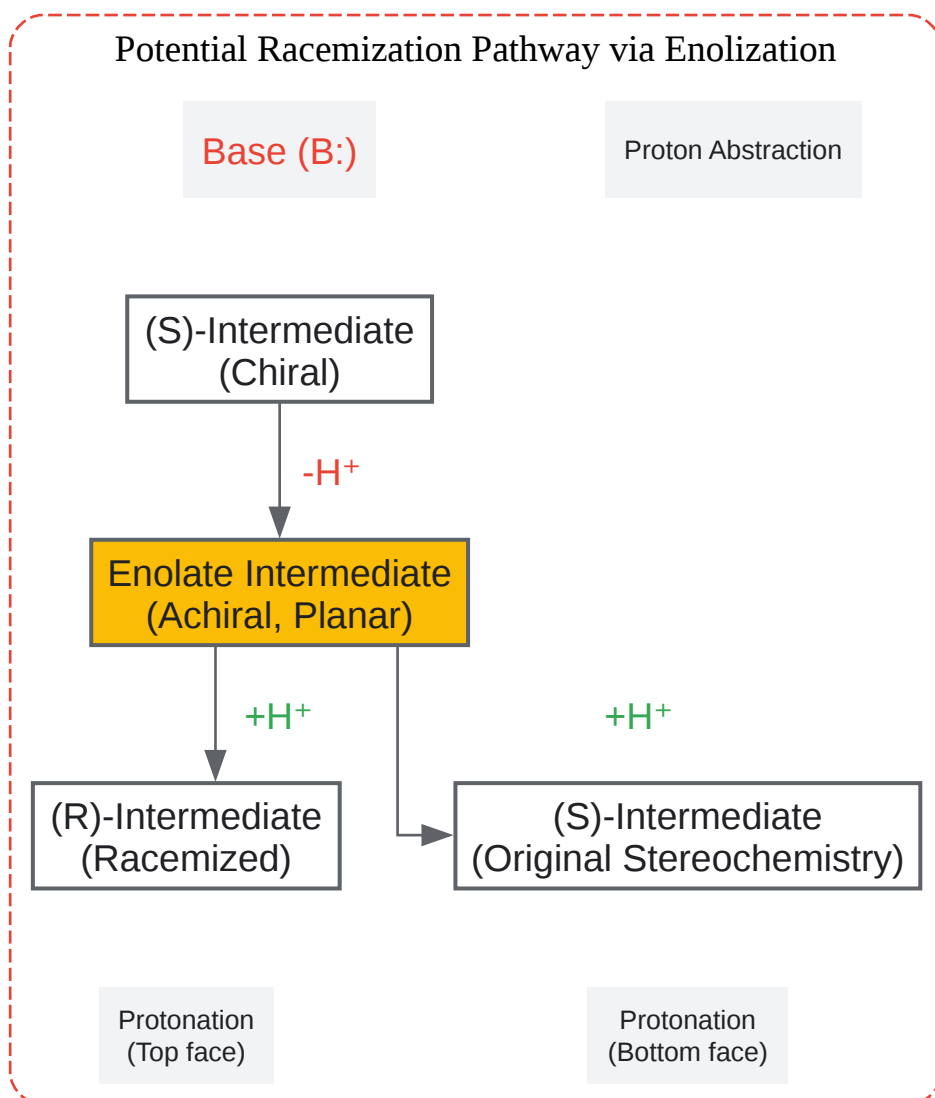 Potential Racemization Pathway via Enolization
Base (B:)
Proton Abstraction
(S)-Intermediate
(Chiral)
-H⁺
Enolate Intermediate
(Achiral, Planar)
+H⁺
+H⁺
(R)-Intermediate
(Racemized)
(S)-Intermediate
(Original Stereochemistry)
Protonation
(Top face)
Protonation
(Bottom face)